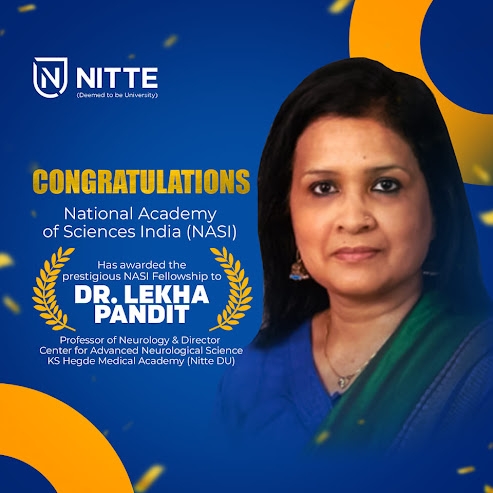 NITTE
(Deemed to be University)
CONGRATULATIONS
National Academy
of Sciences India (NASI)
Has awarded the
prestigious NASI Fellowship to
DR. LEKHA
PANDIT
Professor of Neurology & Director
Center for Advanced Neurological Science
KS Hegde Medical Academy (Nitte DU)